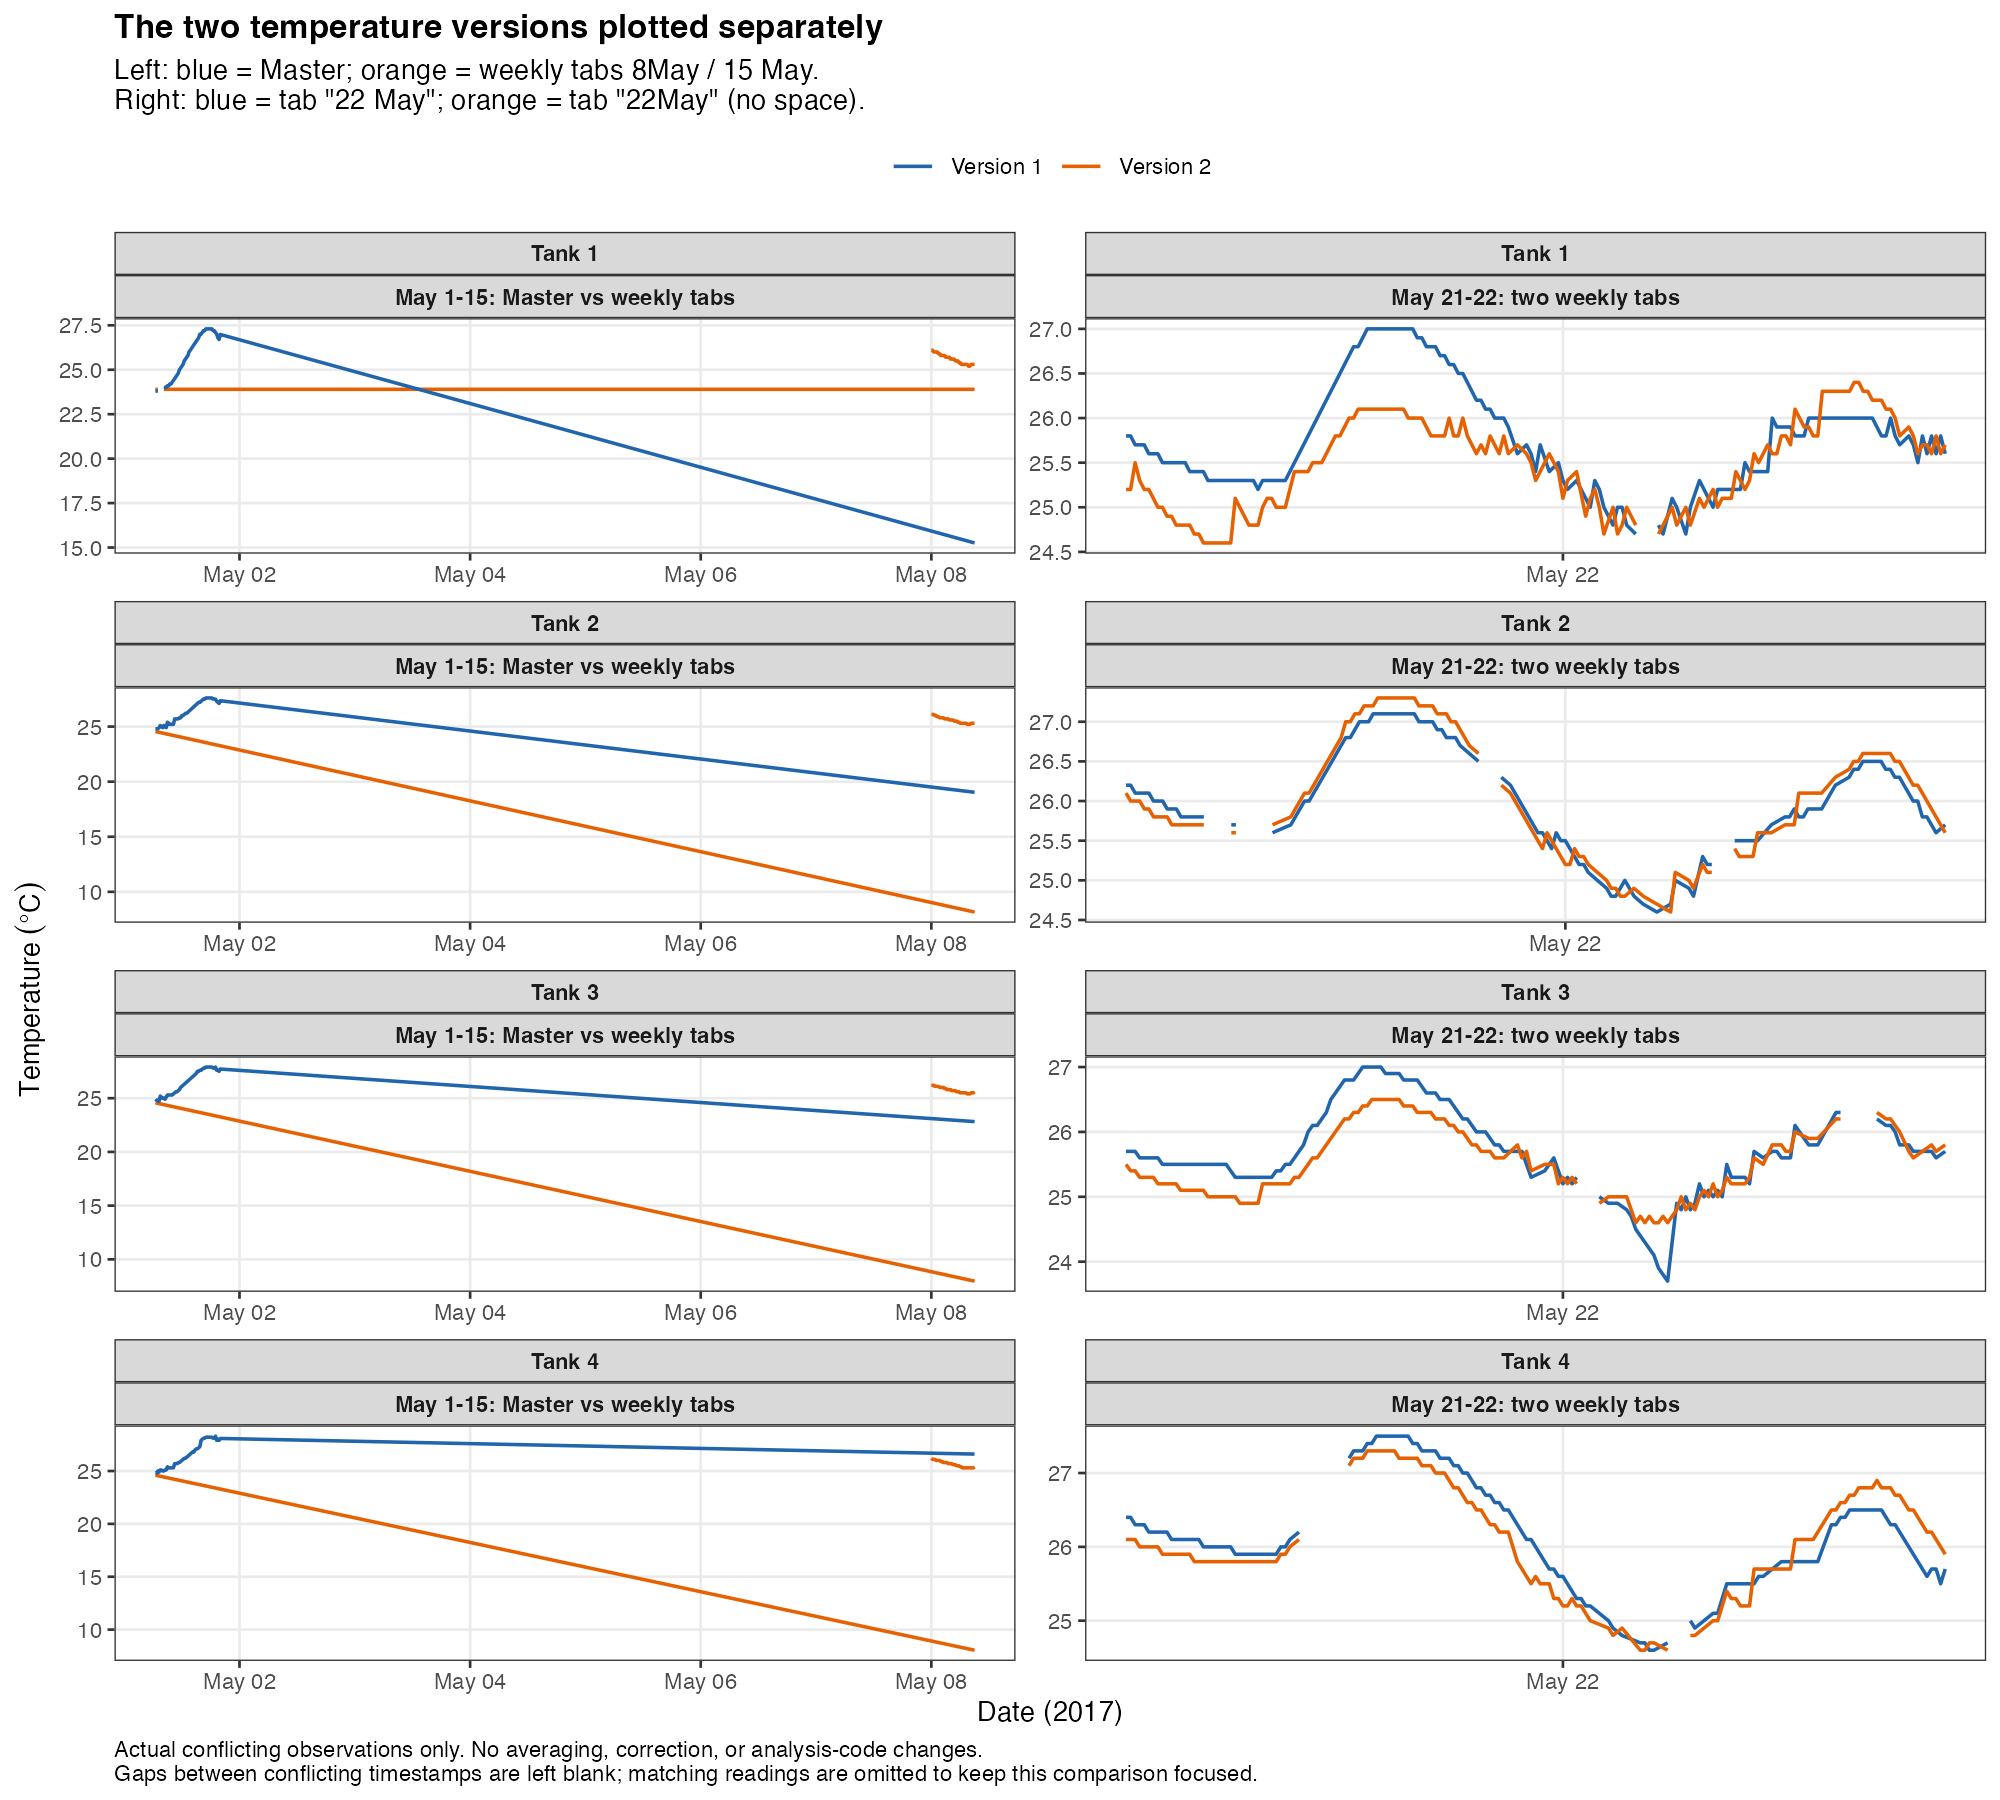 The two temperature versions plotted separately
Left: blue = Master; orange = weekly tabs 8May / 15 May.
Right: blue = tab "22 May"; orange = tab "22May" (no space).
Version 1 Version 2
Tank 1
May 1-15: Master vs weekly tabs
27.5
25.0
22.5
20.0
17.5
15.0
May 02 May 04 May 06 May 08
Tank 1
May 21-22: two weekly tabs
27.0
26.5
26.0
25.5
25.0
24.5
May 22
Tank 2
May 1-15: Master vs weekly tabs
25
20
15
10
May 02 May 04 May 06 May 08
Tank 2
May 21-22: two weekly tabs
27.0
26.5
26.0
25.5
25.0
24.5
May 22
Temperature (°C)
Tank 3
May 1-15: Master vs weekly tabs
25
20
15
10
May 02 May 04 May 06 May 08
Tank 3
May 21-22: two weekly tabs
27
26
25
24
May 22
Tank 4
May 1-15: Master vs weekly tabs
25
20
15
10
May 02 May 04 May 06 May 08
Tank 4
May 21-22: two weekly tabs
27
26
25
May 22
Date (2017)
Actual conflicting observations only. No averaging, correction, or analysis-code changes.
Gaps between conflicting timestamps are left blank; matching readings are omitted to keep this comparison focused.